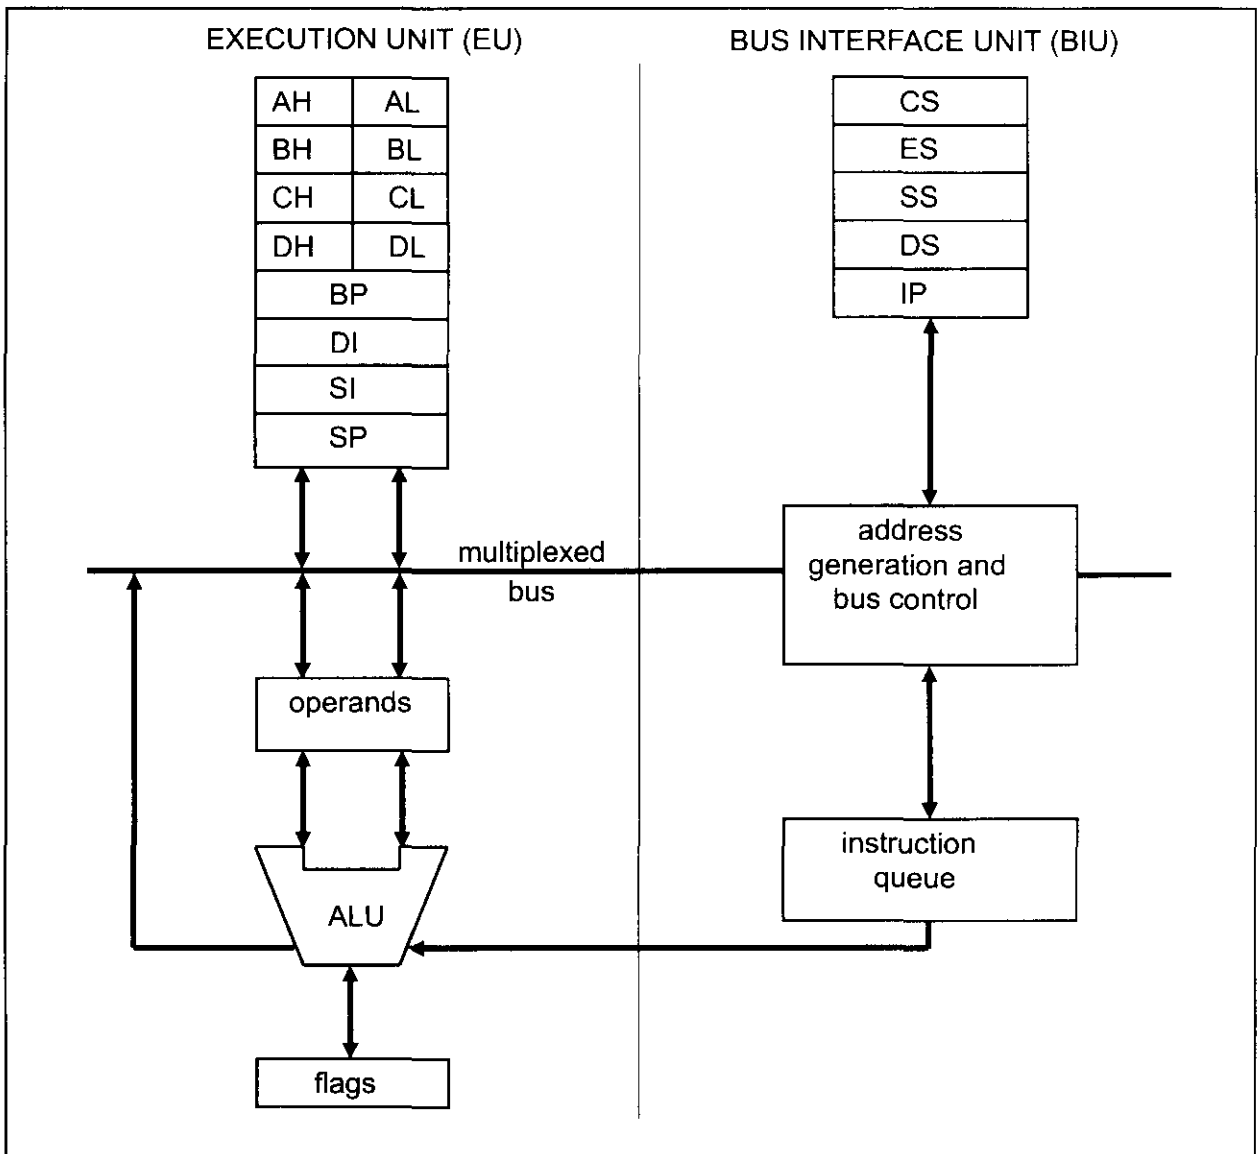 EXECUTION UNIT (EU)
BUS INTERFACE UNIT (BIU)
AH
AL
BH
BL
CH
CL
DH
DL
BP
DI
SI
SP
CS
ES
SS
DS
IP
multiplexed
bus
address
generation and
bus control
operands
instruction
queue
ALU
flags